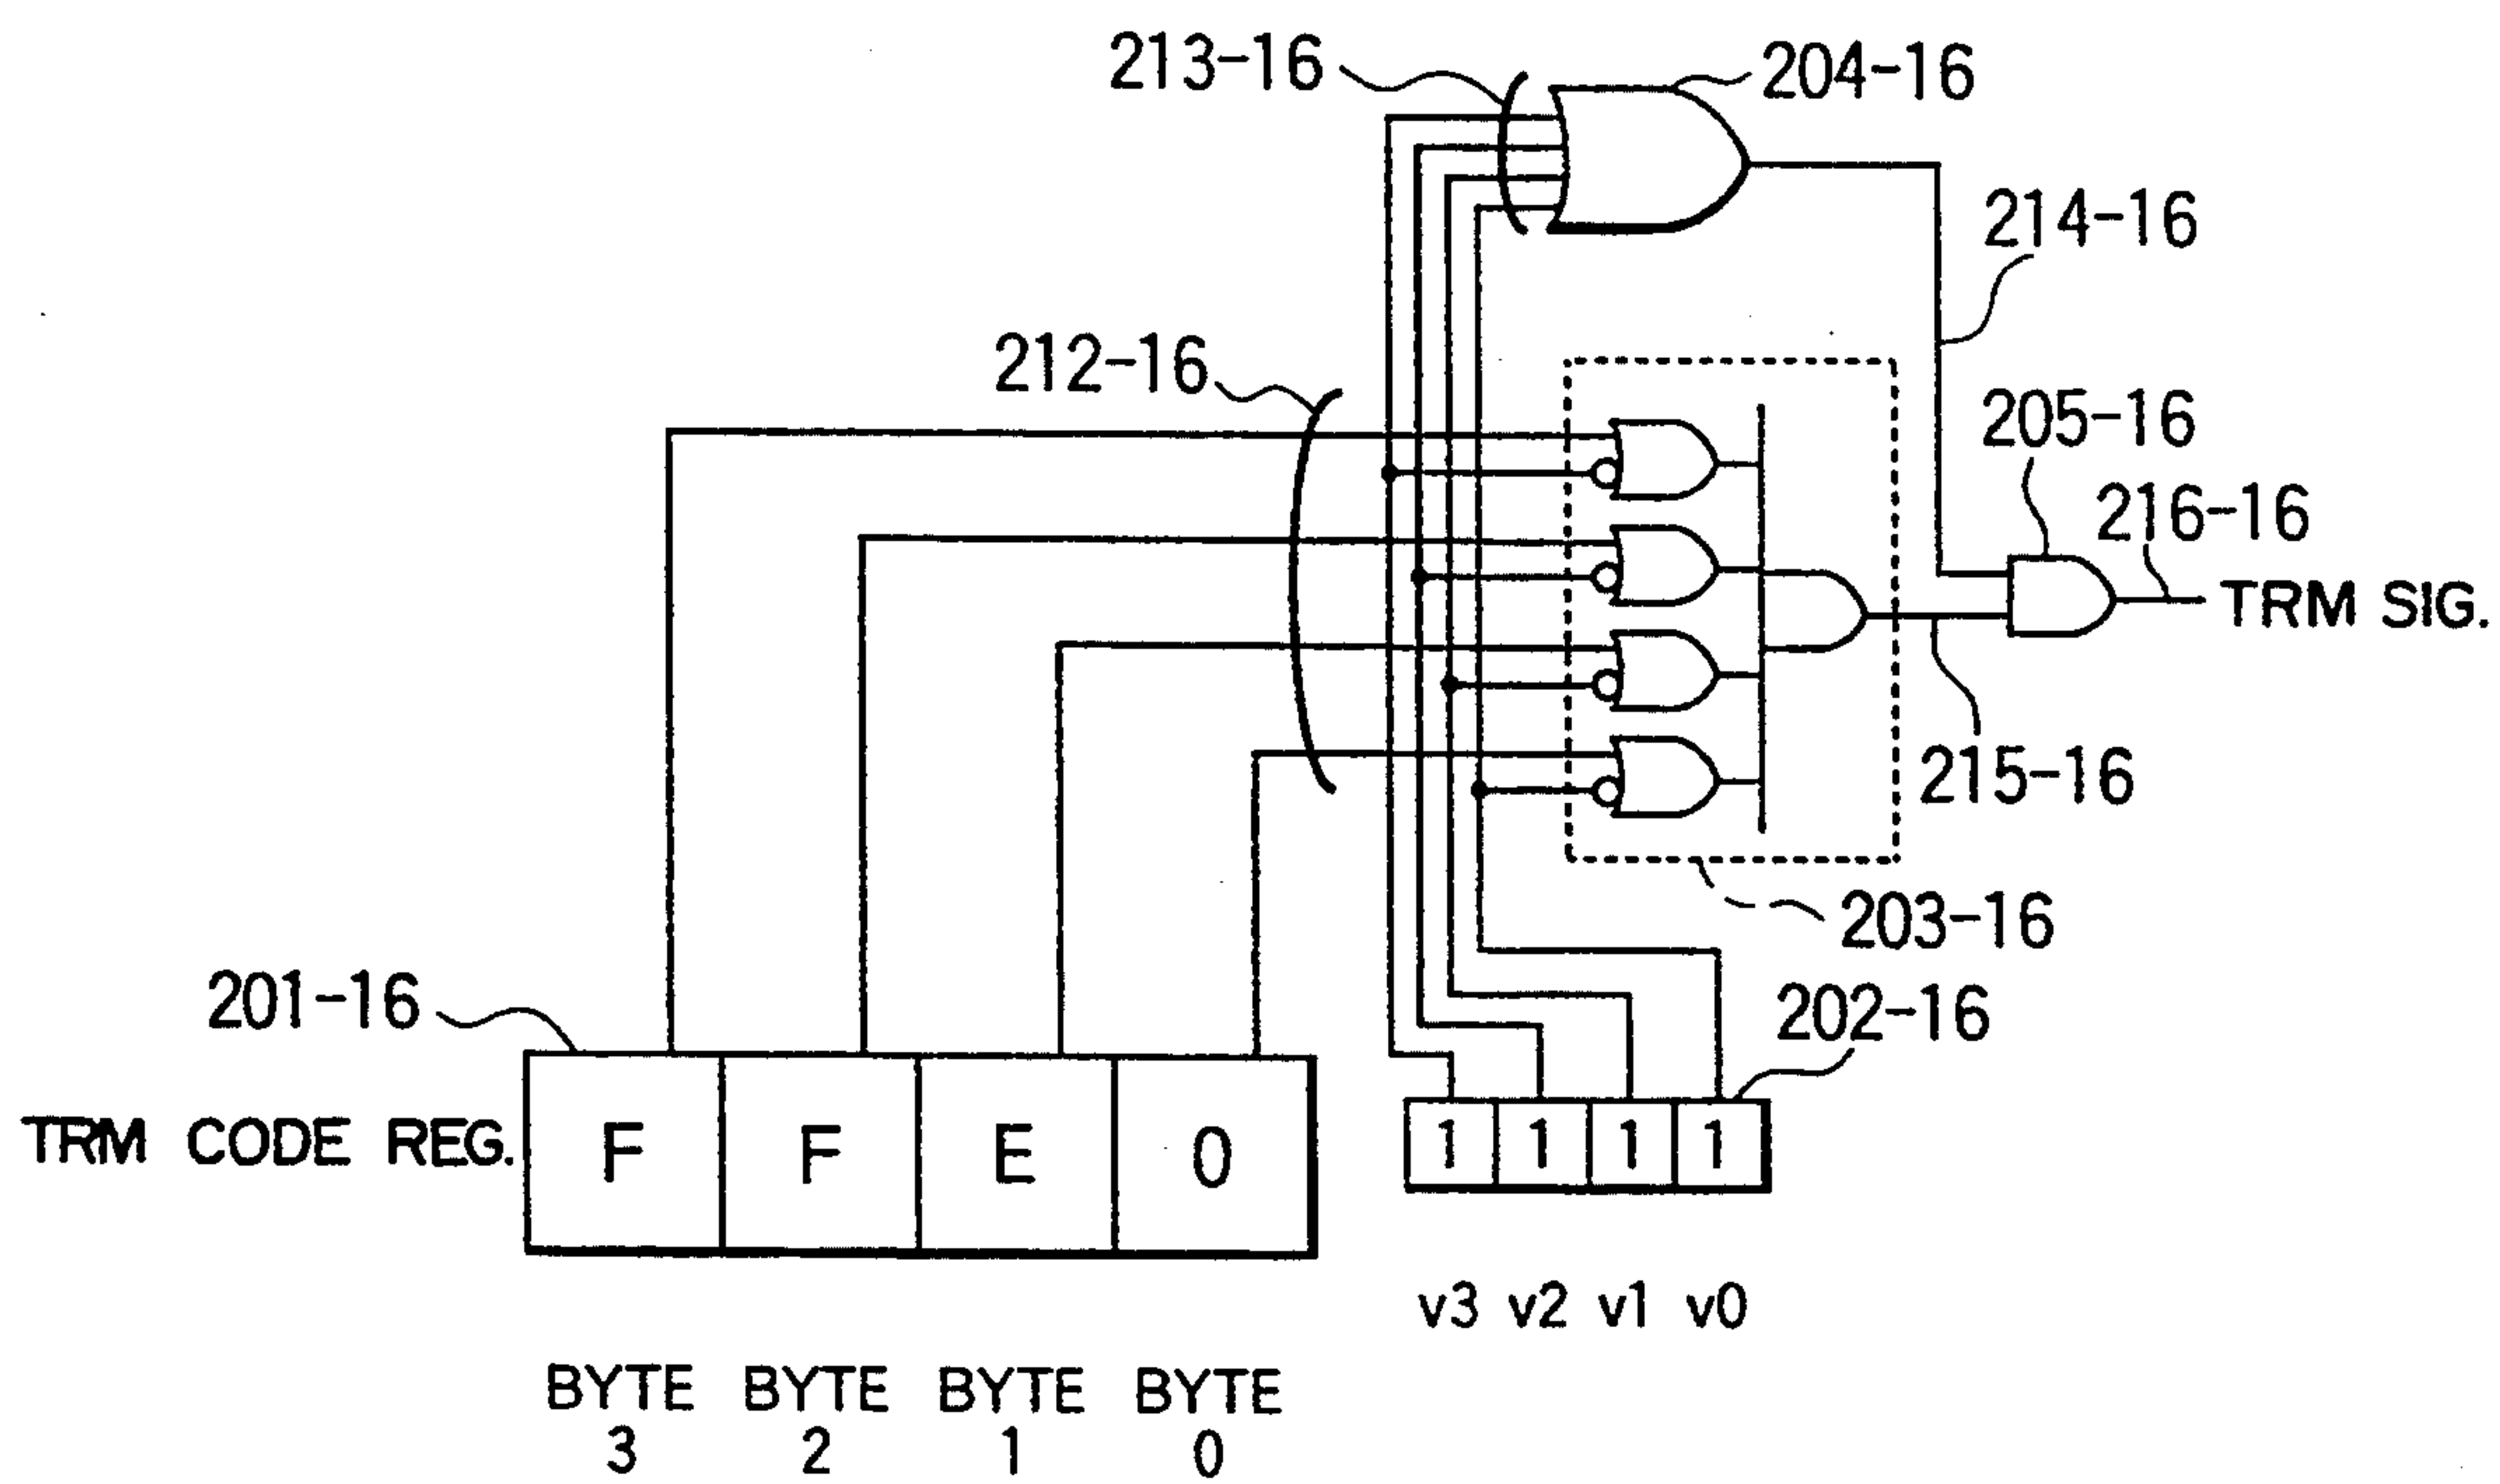 213-16
204-16
214-16
212-16
205-16
216-16
TRM SIG.
215-16
203-16
201-16
202-16
TRM CODE REG.
F F E 0
1 1 1 1
v3 v2 v1 v0
BYTE 3
BYTE 2
BYTE 1
BYTE 0